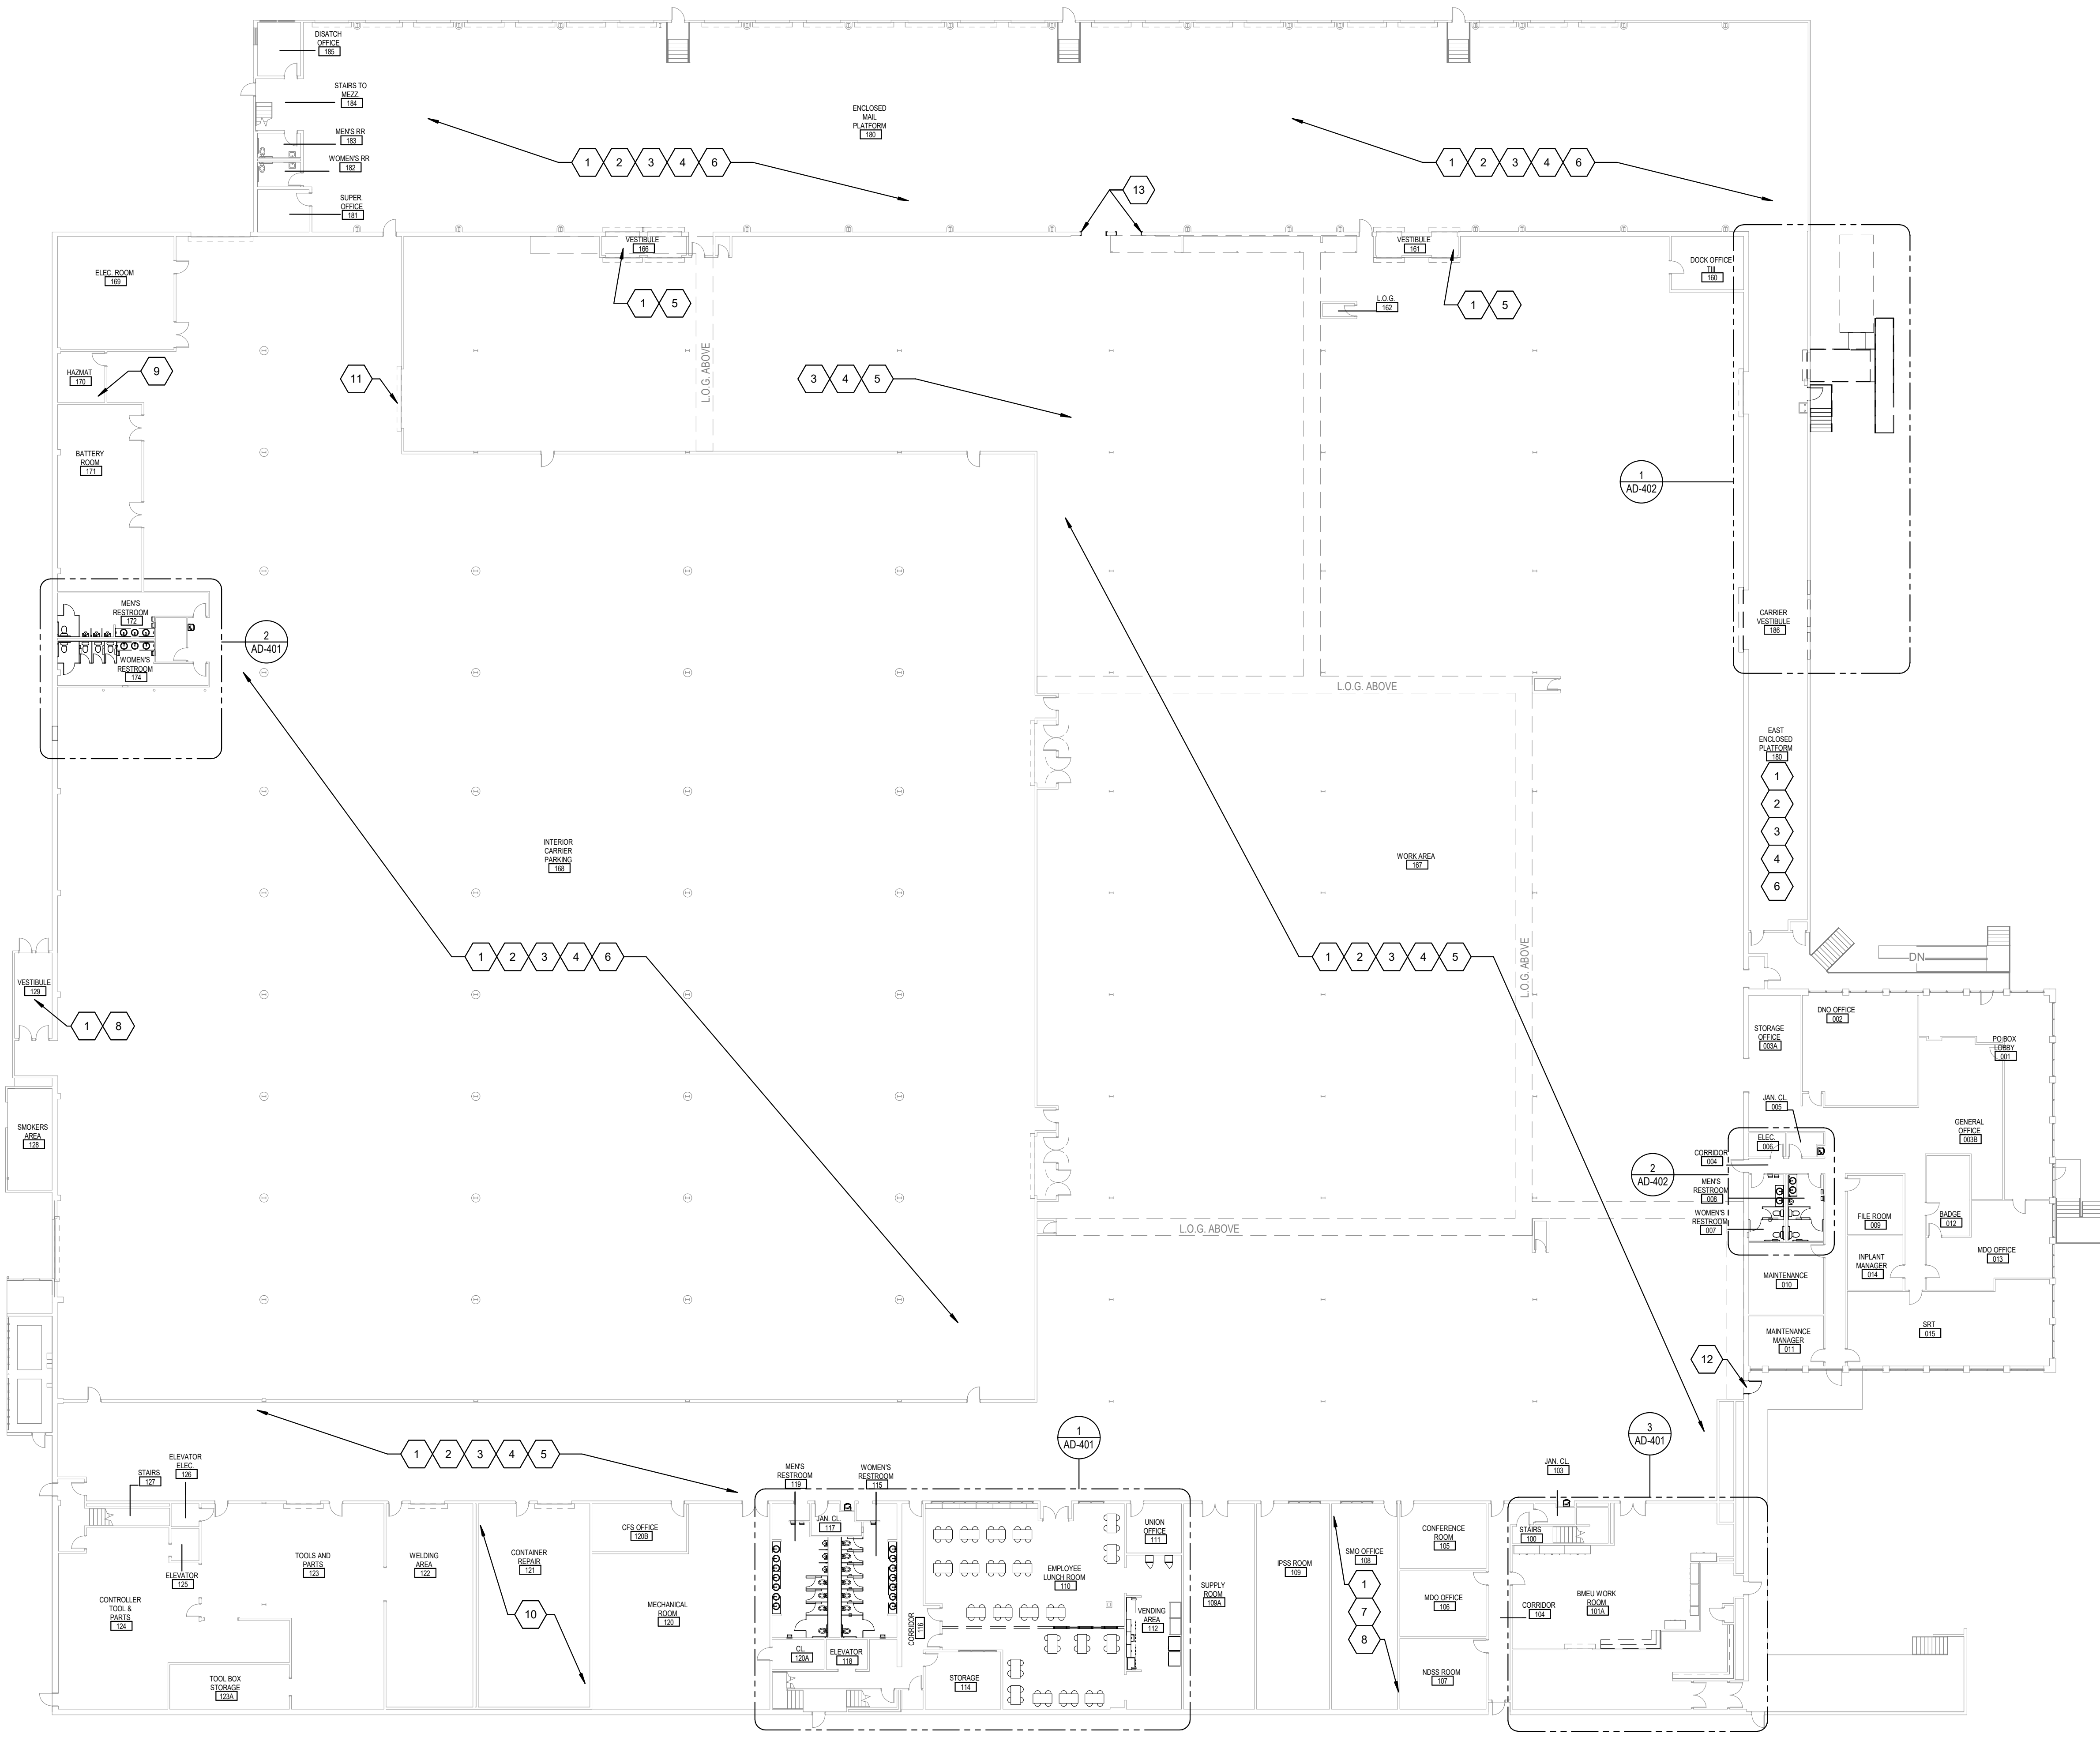 DISATCH
OFFICE
185
STAIRS TO
MEZZ.
184
MEN'S RR
183
WOMEN'S RR
182
SUPER.
OFFICE
181
ENCLOSED
MAIL
PLATFORM
180
1 2 3 4 6
1 2 3 4 6
13
VESTIBULE
166
1 5
VESTIBULE
161
1 5
DOCK OFFICE
TIII
160
L.O.G.
162
ELEC. ROOM
169
HAZMAT
170
9
11
3 4 5
L.O.G. ABOVE
BATTERY
ROOM
171
1
AD-402
MEN'S
RESTROOM
172
WOMEN'S
RESTROOM
174
2
AD-401
CARRIER
VESTIBULE
186
L.O.G. ABOVE
EAST
ENCLOSED
PLATFORM
180
1
2
3
4
6
INTERIOR
CARRIER
PARKING
168
WORK AREA
167
1 2 3 4 6
1 2 3 4 5
L.O.G. ABOVE
DN
VESTIBULE
129
1 8
DNO OFFICE
002
STORAGE
OFFICE
003A
PO BOX
LOBBY
001
JAN. CL.
005
GENERAL
OFFICE
003B
SMOKERS
AREA
128
ELEC.
006
CORRIDOR
004
2
AD-402
MEN'S
RESTROOM
008
WOMEN'S
RESTROOM
007
FILE ROOM
009
BADGE
012
L.O.G. ABOVE
MDO OFFICE
013
INPLANT
MANAGER
014
MAINTENANCE
010
MAINTENANCE
MANAGER
011
SRT
015
12
1 2 3 4 5
1
AD-401
3
AD-401
ELEVATOR
ELEC.
126
STAIRS
127
MEN'S
RESTROOM
119
WOMEN'S
RESTROOM
115
JAN. CL.
103
JAN. CL.
117
CFS OFFICE
120B
UNION
OFFICE
111
CONFERENCE
ROOM
105
STAIRS
100
TOOLS AND
PARTS
123
WELDING
AREA
122
CONTAINER
REPAIR
121
EMPLOYEE
LUNCH ROOM
110
IPSS ROOM
109
SMO OFFICE
108
1
7
8
ELEVATOR
125
CONTROLLER
TOOL &
PARTS
124
10
MECHANICAL
ROOM
120
CORRIDOR
116
VENDING
AREA
112
SUPPLY
ROOM
109A
MDO OFFICE
106
CORRIDOR
104
BMEU WORK
ROOM
101A
CL.
120A
ELEVATOR
118
STORAGE
114
NDSS ROOM
107
TOOL BOX
STORAGE
123A